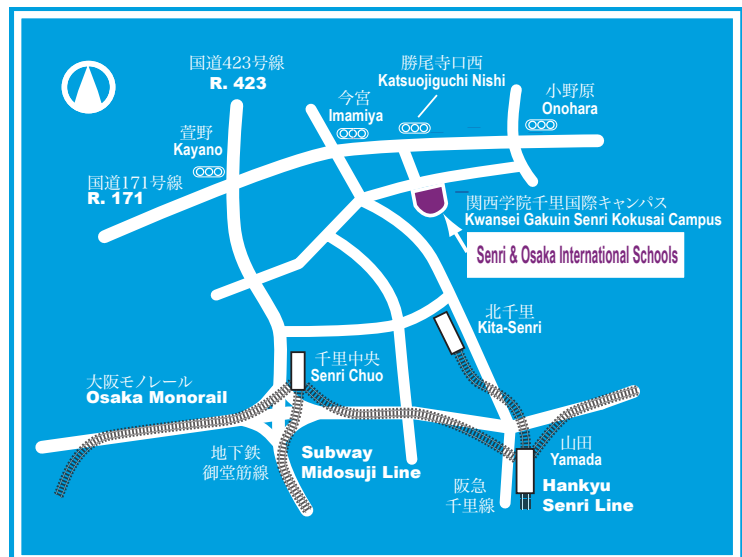 国道423号線
R. 423
勝尾寺口西
Katsuojiguchi Nishi
今宮
Imamiya
小野原
Onohara
萱野
Kayano
国道171号線
R. 171
関西学院千里国際キャンパス
Kwansei Gakuin Senri Kokusai Campus
Senri & Osaka International Schools
北千里
Kita-Senri
千里中央
Senri Chuo
大阪モノレール
Osaka Monorail
地下鉄
御堂筋線
Subway
Midosuji Line
山田
Yamada
阪急
千里線
Hankyu
Senri Line